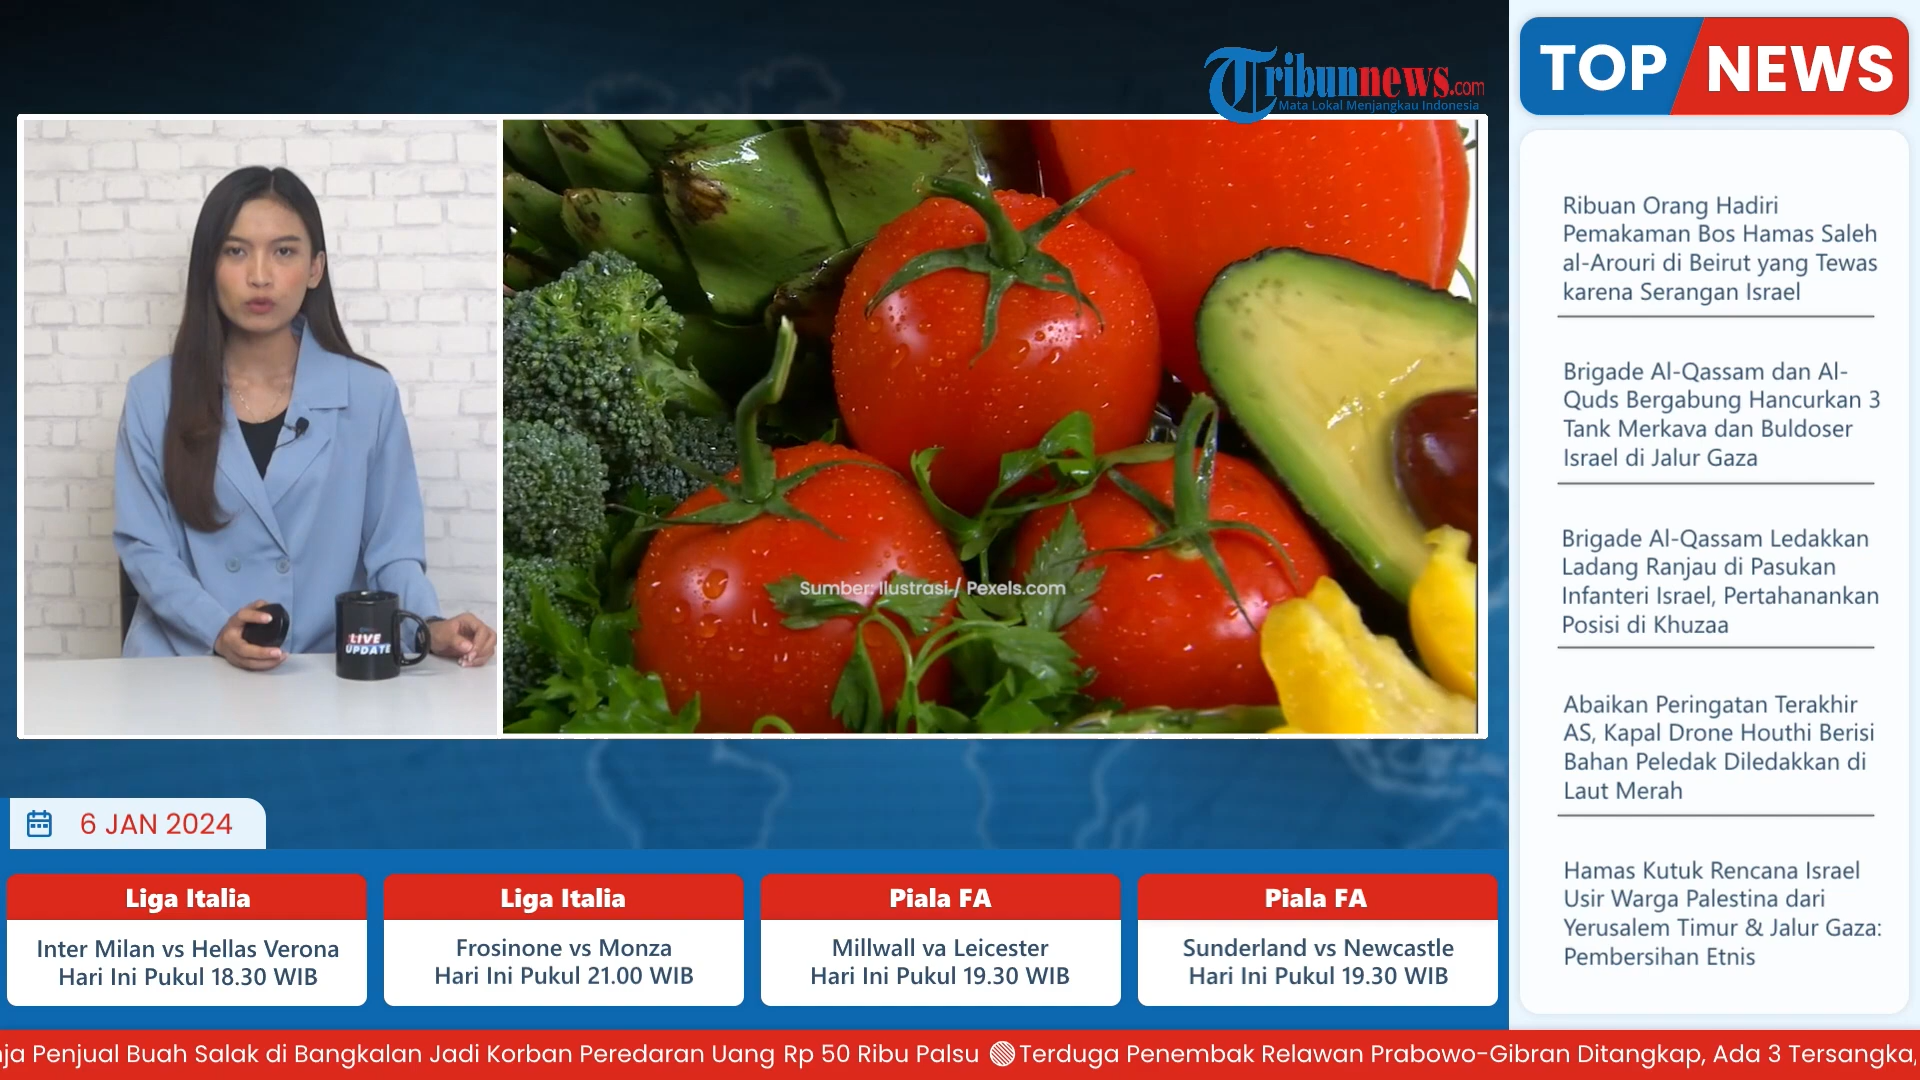 Tribunnews.com
Mata Lokal Menjangkau Indonesia
TOP NEWS
Ribuan Orang Hadiri
Pemakaman Bos Hamas Saleh
al-Arouri di Beirut yang Tewas
karena Serangan Israel
Brigade Al-Qassam dan Al-
Quds Bergabung Hancurkan 3
Tank Merkava dan Buldoser
Israel di Jalur Gaza
Brigade Al-Qassam Ledakkan
Ladang Ranjau di Pasukan
Infanteri Israel, Pertahanankan
Posisi di Khuzaa
Abaikan Peringatan Terakhir
AS, Kapal Drone Houthi Berisi
Bahan Peledak Diledakkan di
Laut Merah
Hamas Kutuk Rencana Israel
Usir Warga Palestina dari
Yerusalem Timur & Jalur Gaza:
Pembersihan Etnis
Sumber: Ilustrasi / Pexels.com
LIVE
UPDATE
6 JAN 2024
Liga Italia
Inter Milan vs Hellas Verona
Hari Ini Pukul 18.30 WIB
Liga Italia
Frosinone vs Monza
Hari Ini Pukul 21.00 WIB
Piala FA
Millwall va Leicester
Hari Ini Pukul 19.30 WIB
Piala FA
Sunderland vs Newcastle
Hari Ini Pukul 19.30 WIB
ja Penjual Buah Salak di Bangkalan Jadi Korban Peredaran Uang Rp 50 Ribu Palsu Terduga Penembak Relawan Prabowo-Gibran Ditangkap, Ada 3 Tersangka,